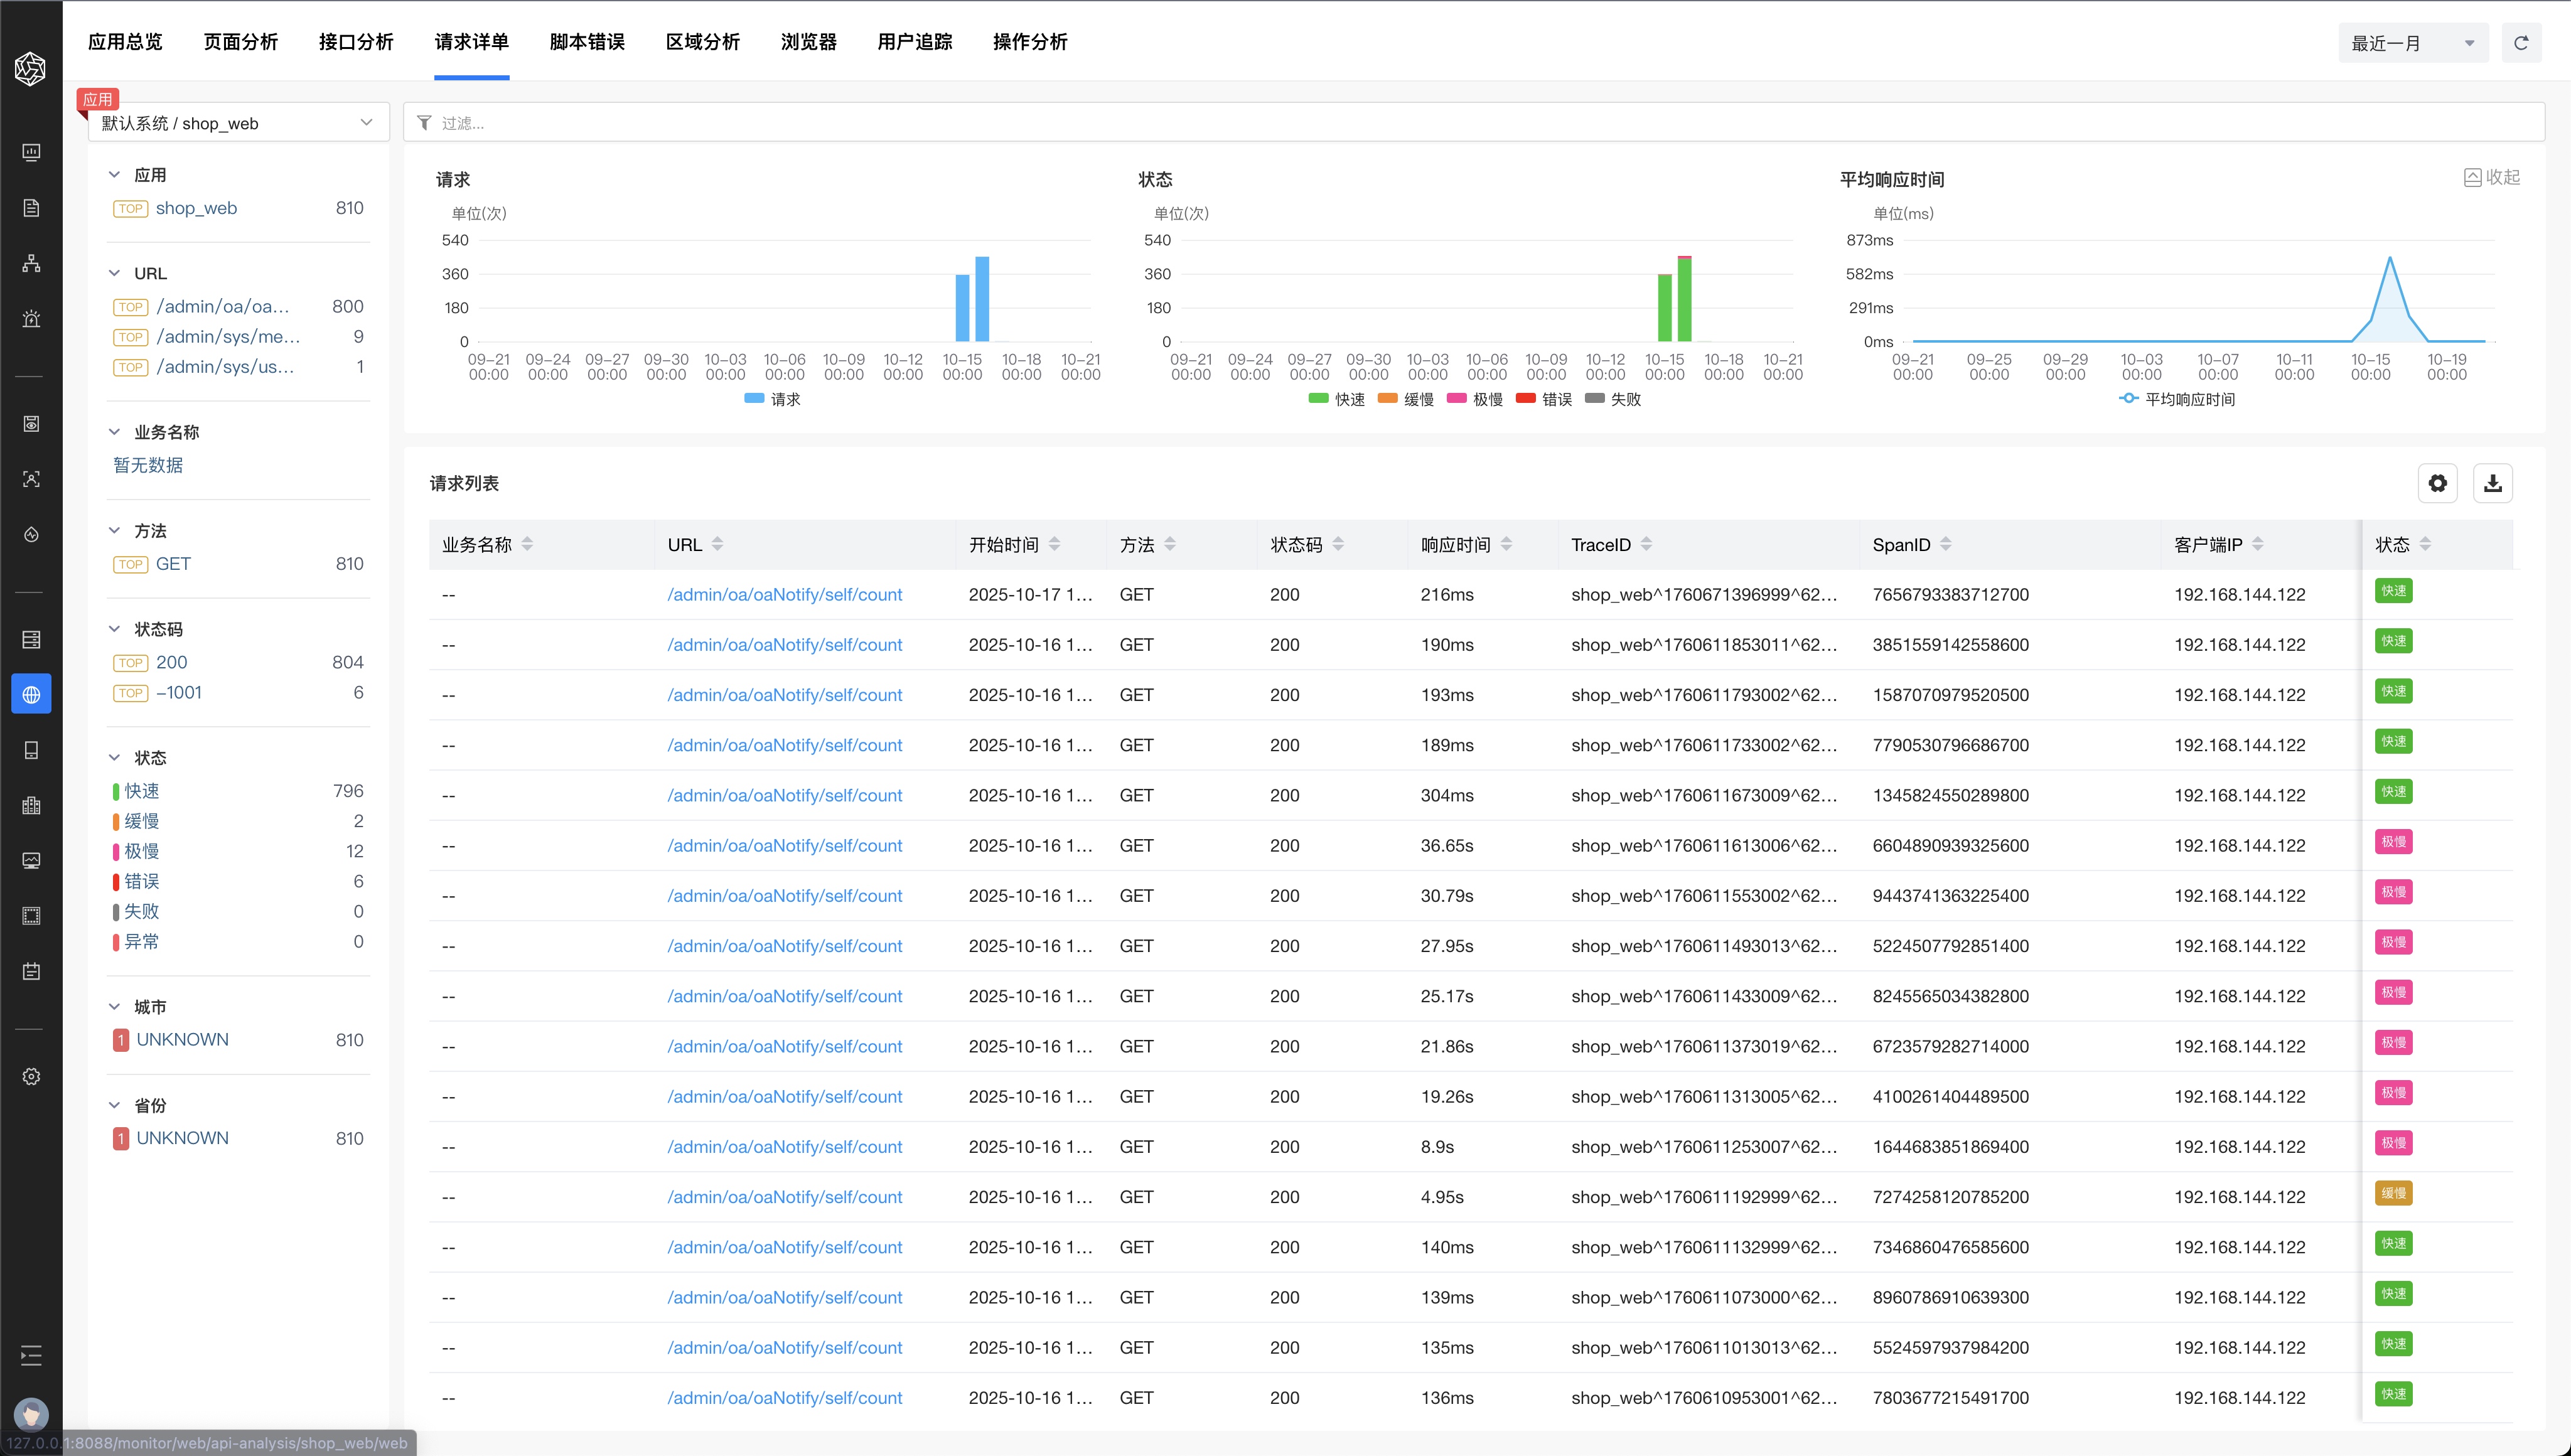 应用总览 页面分析 接口分析 请求详单 脚本错误 区域分析 浏览器 用户追踪 操作分析 最近一月
应用
默认系统 / shop_web 过滤...
应用
TOP shop_web 810
URL
TOP /admin/oa/oa... 800
TOP /admin/sys/me... 9
TOP /admin/sys/us... 1
业务名称
暂无数据
方法
TOP GET 810
状态码
TOP 200 804
TOP –1001 6
状态
快速 796
缓慢 2
极慢 12
错误 6
失败 0
异常 0
城市
1 UNKNOWN 810
省份
1 UNKNOWN 810
请求
单位(次)
540
360
180
0
09–21 09–24 09–27 09–30 10–03 10–06 10–09 10–12 10–15 10–18 10–21
00:00 00:00 00:00 00:00 00:00 00:00 00:00 00:00 00:00 00:00 00:00
请求
状态
单位(次)
540
360
180
0
09–21 09–24 09–27 09–30 10–03 10–06 10–09 10–12 10–15 10–18 10–21
00:00 00:00 00:00 00:00 00:00 00:00 00:00 00:00 00:00 00:00 00:00
快速 缓慢 极慢 错误 失败
平均响应时间 收起
单位(ms)
873ms
582ms
291ms
0ms
09–21 09–25 09–29 10–03 10–07 10–11 10–15 10–19
00:00 00:00 00:00 00:00 00:00 00:00 00:00 00:00
平均响应时间
请求列表
业务名称 URL 开始时间 方法 状态码 响应时间 TraceID SpanID 客户端IP 状态
-- /admin/oa/oaNotify/self/count 2025-10-17 1... GET 200 216ms shop_web^1760671396999^62... 7656793383712700 192.168.144.122 快速
-- /admin/oa/oaNotify/self/count 2025-10-16 1... GET 200 190ms shop_web^1760611853011^62... 3851559142558600 192.168.144.122 快速
-- /admin/oa/oaNotify/self/count 2025-10-16 1... GET 200 193ms shop_web^1760611793002^62... 1587070979520500 192.168.144.122 快速
-- /admin/oa/oaNotify/self/count 2025-10-16 1... GET 200 189ms shop_web^1760611733002^62... 7790530796686700 192.168.144.122 快速
-- /admin/oa/oaNotify/self/count 2025-10-16 1... GET 200 304ms shop_web^1760611673009^62... 1345824550289800 192.168.144.122 快速
-- /admin/oa/oaNotify/self/count 2025-10-16 1... GET 200 36.65s shop_web^1760611613006^62... 6604890939325600 192.168.144.122 极慢
-- /admin/oa/oaNotify/self/count 2025-10-16 1... GET 200 30.79s shop_web^1760611553002^62... 9443741363225400 192.168.144.122 极慢
-- /admin/oa/oaNotify/self/count 2025-10-16 1... GET 200 27.95s shop_web^1760611493013^62... 5224507792851400 192.168.144.122 极慢
-- /admin/oa/oaNotify/self/count 2025-10-16 1... GET 200 25.17s shop_web^1760611433009^62... 8245565034382800 192.168.144.122 极慢
-- /admin/oa/oaNotify/self/count 2025-10-16 1... GET 200 21.86s shop_web^1760611373019^62... 6723579282714000 192.168.144.122 极慢
-- /admin/oa/oaNotify/self/count 2025-10-16 1... GET 200 19.26s shop_web^1760611313005^62... 4100261404489500 192.168.144.122 极慢
-- /admin/oa/oaNotify/self/count 2025-10-16 1... GET 200 8.9s shop_web^1760611253007^62... 1644683851869400 192.168.144.122 极慢
-- /admin/oa/oaNotify/self/count 2025-10-16 1... GET 200 4.95s shop_web^1760611192999^62... 7274258120785200 192.168.144.122 缓慢
-- /admin/oa/oaNotify/self/count 2025-10-16 1... GET 200 140ms shop_web^1760611132999^62... 7346860476585600 192.168.144.122 快速
-- /admin/oa/oaNotify/self/count 2025-10-16 1... GET 200 139ms shop_web^1760611073000^62... 8960786910639300 192.168.144.122 快速
-- /admin/oa/oaNotify/self/count 2025-10-16 1... GET 200 135ms shop_web^1760611013013^62... 5524597937984200 192.168.144.122 快速
-- /admin/oa/oaNotify/self/count 2025-10-16 1... GET 200 136ms shop_web^1760610953001^62... 7803677215491700 192.168.144.122 快速
127.0.0.1:8088/monitor/web/api-analysis/shop_web/web